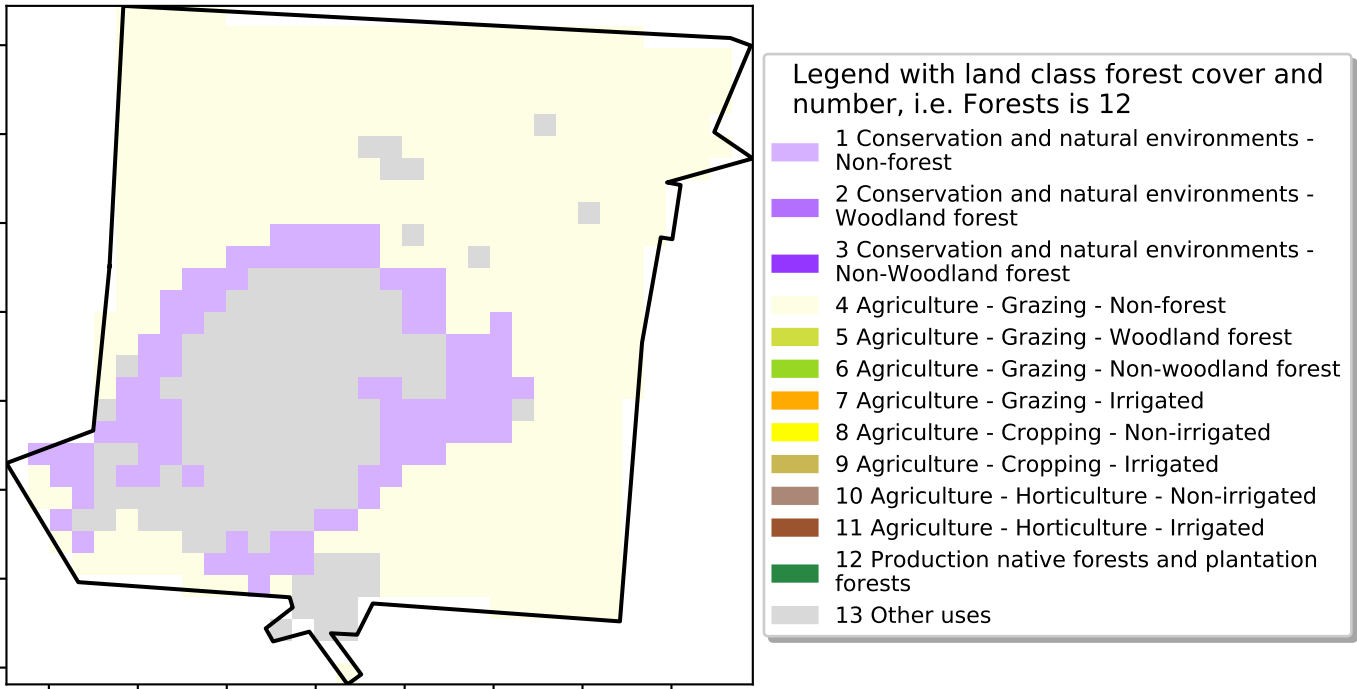 Legend with land class forest cover and
number, i.e. Forests is 12
1 Conservation and natural environments -
Non-forest
2 Conservation and natural environments -
Woodland forest
3 Conservation and natural environments -
Non-Woodland forest
4 Agriculture - Grazing - Non-forest
5 Agriculture - Grazing - Woodland forest
6 Agriculture - Grazing - Non-woodland forest
7 Agriculture - Grazing - Irrigated
8 Agriculture - Cropping - Non-irrigated
9 Agriculture - Cropping - Irrigated
10 Agriculture - Horticulture - Non-irrigated
11 Agriculture - Horticulture - Irrigated
12 Production native forests and plantation
forests
13 Other uses